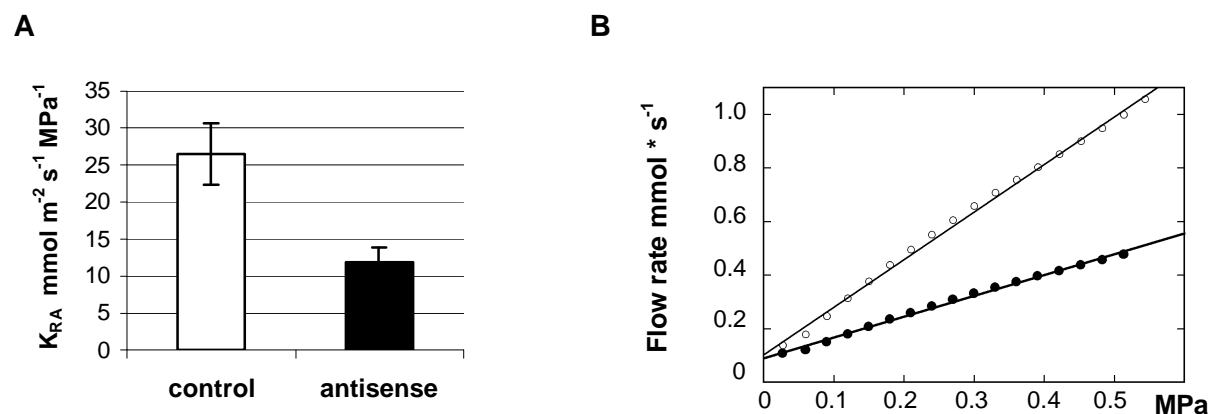 A
K_RA mmol m⁻² s⁻¹ MPa⁻¹
35
30
25
20
15
10
5
0
control antisense
B
Flow rate mmol * s⁻¹
1.0
0.8
0.6
0.4
0.2
0
0 0.1 0.2 0.3 0.4 0.5 MPa